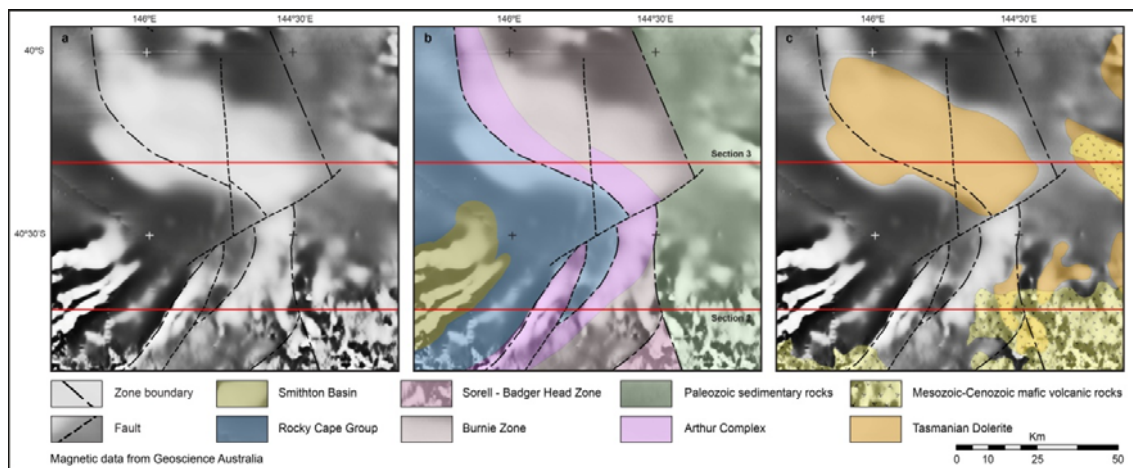 146°E 144°30'E 146°E 144°30'E 146°E 144°30'E
a b c
40°S
Section 3
40°30'S
Section 2
Zone boundary Smithton Basin Sorell - Badger Head Zone Paleozoic sedimentary rocks Mesozoic-Cenozoic mafic volcanic rocks
Fault Rocky Cape Group Burnie Zone Arthur Complex Tasmanian Dolerite
Km
0 5 10 25 50
Magnetic data from Geoscience Australia